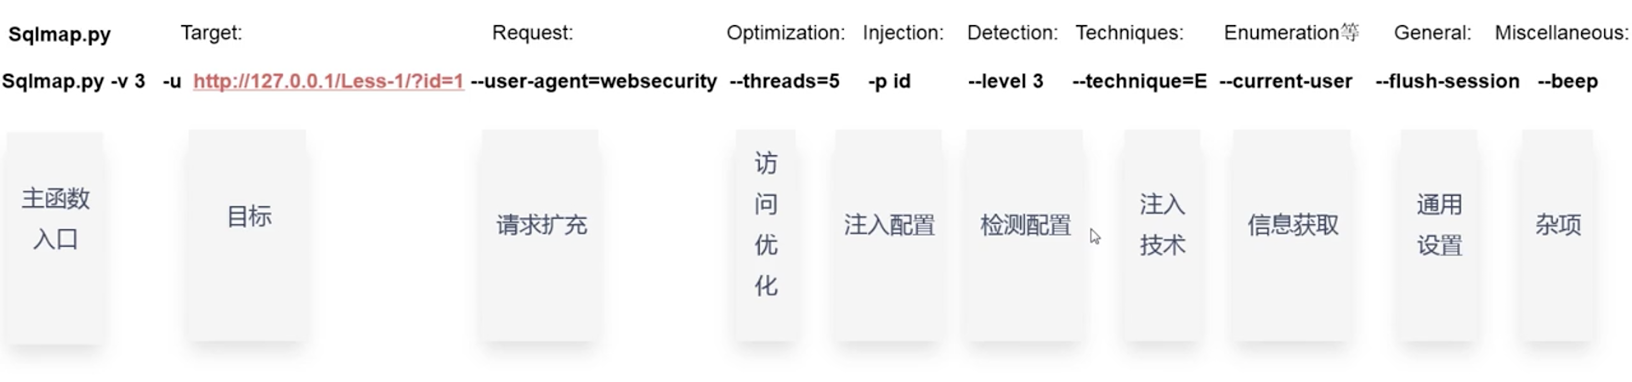 Sqlmap.py Target: Request: Optimization: Injection: Detection: Techniques: Enumeration等 General: Miscellaneous:
Sqlmap.py -v 3 -u http://127.0.0.1/Less-1/?id=1 --user-agent=websecurity --threads=5 -p id --level 3 --technique=E --current-user --flush-session --beep
主函数
入口
目标
请求扩充
访
问
优
化
注入配置
检测配置
注入
技术
信息获取
通用
设置
杂项